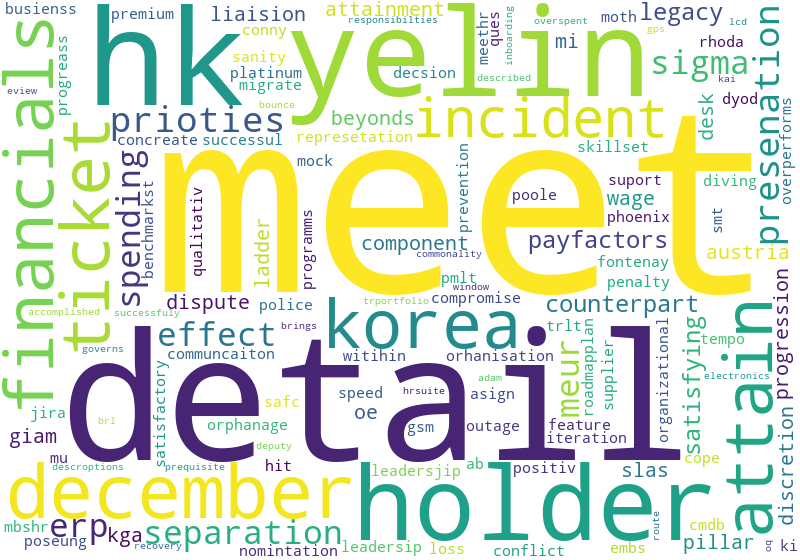 busienss
premium
liaision
attainment
responsibilties
conny
hk
yelin
meethr
ques
overspent
moth
legacy
lcd
gps
rhoda
mi
inboarding
sanity
platinum
migrate
decsion
described
sigma
kai
dyod
eview
progreass
financials
bounce
prioties
beyonds
incident
desk
presenation
overperforms
concreate
successul
represetation
skillset
ticket
spending
benchmarkst
qualitativ
meet
mock
prevention
poole
suport
diving
wage
phoenix
smt
ladder
programms
component
commonality
payfactors
austria
fontenay
pmlt
window
penalty
dispute
police
trportfolio
compromise
counterpart
accomplished
successfuly
effect
brings
korea
meur
trlt
roadmapplan
supplier
organizational
satisfying
tempo
progression
governs
communcaiton
witihin
orhanisation
detail
hrsuite
adam
speed
asign
electronics
attain
satisfactory
safc
orphanage
oe
gsm
outage
feature
iteration
jira
brl
giam
mu
deputy
hit
ab
positiv
slas
cope
discretion
descroptions
prequisite
leadersjip
december
holder
mbshr
erp
kga
separation
cmdb
pillar
bq
route
poseung
recovery
nomintation
leadersip
loss
conflict
embs
ki